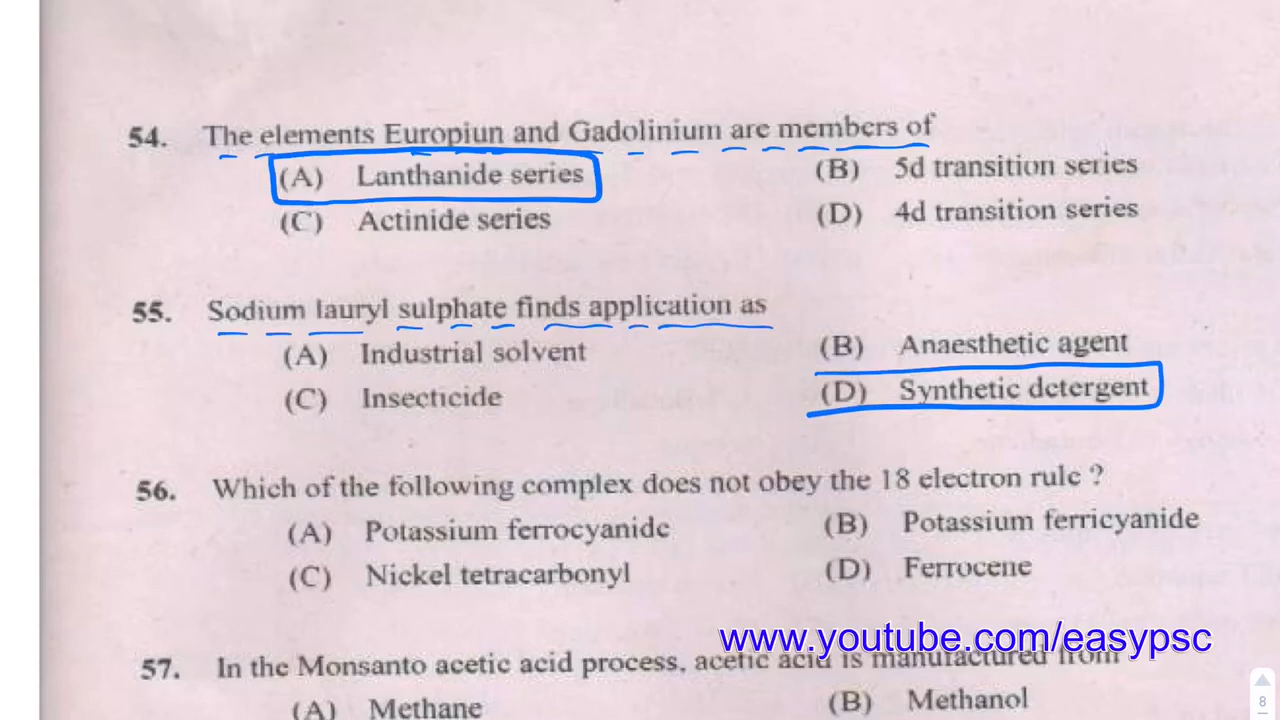 54. The elements Europiun and Gadolinium are members of
(A) Lanthanide series (B) 5d transition series
(C) Actinide series (D) 4d transition series
55. Sodium lauryl sulphate finds application as
(A) Industrial solvent (B) Anaesthetic agent
(C) Insecticide (D) Synthetic detergent
56. Which of the following complex does not obey the 18 electron rule ?
(A) Potassium ferrocyanide (B) Potassium ferricyanide
(C) Nickel tetracarbonyl (D) Ferrocene
www.youtube.com/easypsc
57. In the Monsanto acetic acid process, acetic acid is manufactured from
(A) Methane (B) Methanol
8